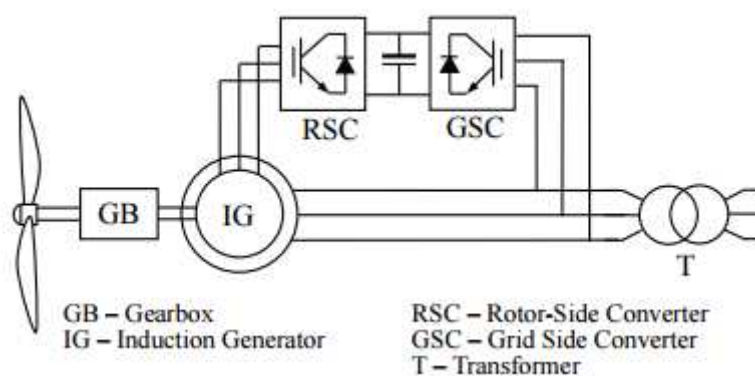 RSC
GSC
GB
IG
T
GB – Gearbox
IG – Induction Generator
RSC – Rotor-Side Converter
GSC – Grid Side Converter
T – Transformer